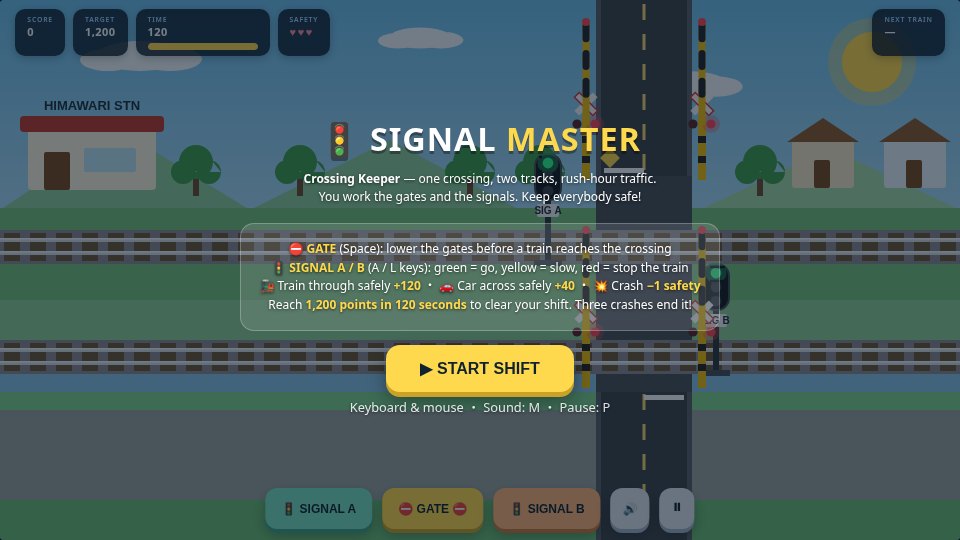 SCORE
0
TARGET
1,200
TIME
120
SAFETY
♥♥♥
NEXT TRAIN
—
HIMAWARI STN
🚦 SIGNAL MASTER
Crossing Keeper — one crossing, two tracks, rush-hour traffic.
You work the gates and the signals. Keep everybody safe!
SIG A
⛔ GATE (Space): lower the gates before a train reaches the crossing
🚦 SIGNAL A / B (A / L keys): green = go, yellow = slow, red = stop the train
🚂 Train through safely +120 • 🚗 Car across safely +40 • 💥 Crash −1 safety
Reach 1,200 points in 120 seconds to clear your shift. Three crashes end it!
SIG B
▶ START SHIFT
Keyboard & mouse • Sound: M • Pause: P
🚦 SIGNAL A
⛔ GATE ⛔
🚦 SIGNAL B
🔊
⏸